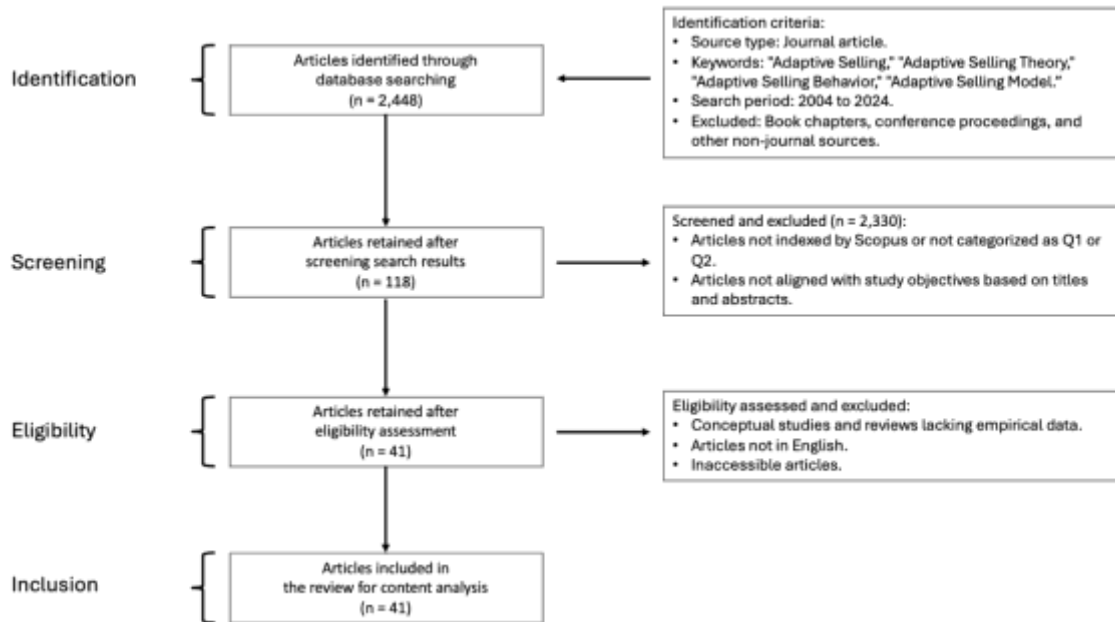 Identification
Articles identified through
database searching
(n = 2,448)
Identification criteria:
• Source type: Journal article.
• Keywords: "Adaptive Selling," "Adaptive Selling Theory,"
"Adaptive Selling Behavior," "Adaptive Selling Model."
• Search period: 2004 to 2024.
• Excluded: Book chapters, conference proceedings, and
other non-journal sources.
Screening
Articles retained after
screening search results
(n = 118)
Screened and excluded (n = 2,330):
• Articles not indexed by Scopus or not categorized as Q1 or
Q2.
• Articles not aligned with study objectives based on titles
and abstracts.
Eligibility
Articles retained after
eligibility assessment
(n = 41)
Eligibility assessed and excluded:
• Conceptual studies and reviews lacking empirical data.
• Articles not in English.
• Inaccessible articles.
Inclusion
Articles included in
the review for content analysis
(n = 41)